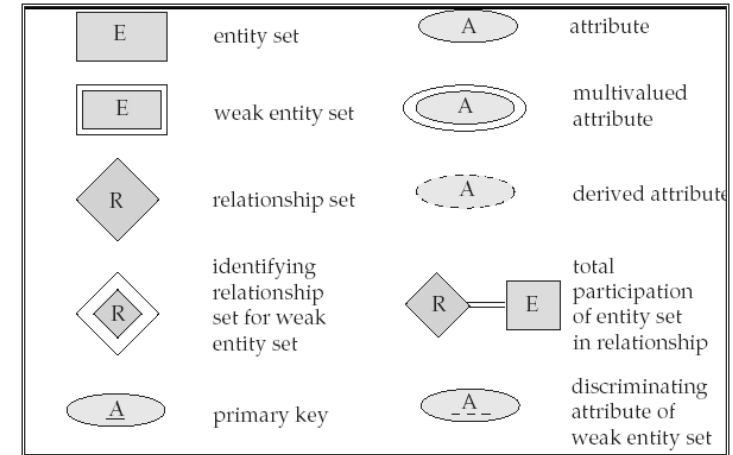 E entity set
A attribute
E weak entity set
A multivalued
attribute
R relationship set
A derived attribute
R identifying
relationship
set for weak
entity set
R E total
participation
of entity set
in relationship
A primary key
A discriminating
attribute of
weak entity set